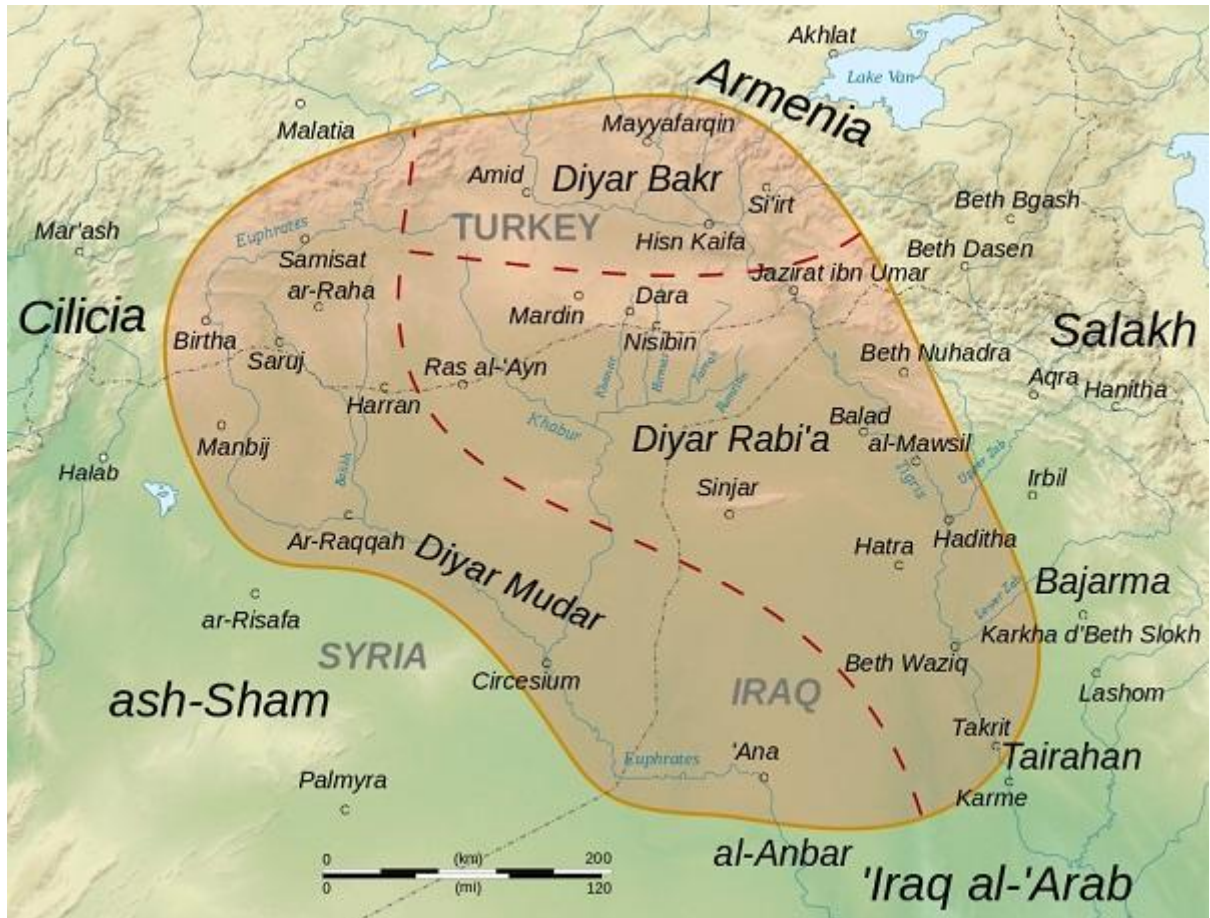 Akhlat
Lake Van
Armenia
Malatia
Mayyafarqin
Amid
Diyar Bakr
Si'irt
Beth Bgash
Mar'ash
Euphrates
TURKEY
Samisat
Hisn Kaifa
Beth Dasen
ar-Raha
Jazirat ibn Umar
Dara
Cilicia
Mardin
Salakh
Birtha
Nisibin
Saruj
Ras al-'Ayn
Beth Nuhadra
Aqra
Hanitha
Harran
Khabur
Balad
Manbij
Diyar Rabi'a
al-Mawsil
Halab
Balikh
Tigris
Upper Zab
Irbil
Sinjar
Ar-Raqqah
Diyar Mudar
Hatra
Haditha
Bajarma
ar-Risafa
Lesser Zab
Karkha d'Beth Slokh
SYRIA
Beth Waziq
Circesium
IRAQ
Lashom
ash-Sham
Takrit
'Ana
Euphrates
Tairahan
Palmyra
Karme
al-Anbar
'Iraq al-'Arab
0 (km) 200
0 (mi) 120